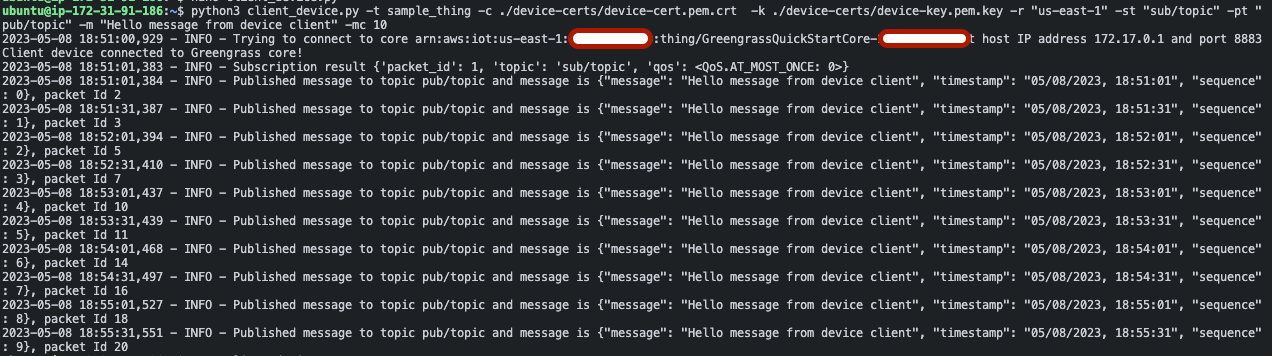 ubuntu@ip-172-31-91-186:~$ python3 client_device.py -t sample_thing -c ./device-certs/device-cert.pem.crt  -k ./device-certs/device-key.pem.key -r "us-east-1" -st "sub/topic" -pt "
pub/topic" -m "Hello message from device client" -mc 10
2023-05-08 18:51:00,929 - INFO - Trying to connect to core arn:aws:iot:us-east-1: :thing/GreengrassQuickStartCore- t host IP address 172.17.0.1 and port 8883
Client device connected to Greengrass core!
2023-05-08 18:51:01,383 - INFO - Subscription result {'packet_id': 1, 'topic': 'sub/topic', 'qos': <QoS.AT_MOST_ONCE: 0>}
2023-05-08 18:51:01,384 - INFO - Published message to topic pub/topic and message is {"message": "Hello message from device client", "timestamp": "05/08/2023, 18:51:01", "sequence"
: 0}, packet Id 2
2023-05-08 18:51:31,387 - INFO - Published message to topic pub/topic and message is {"message": "Hello message from device client", "timestamp": "05/08/2023, 18:51:31", "sequence"
: 1}, packet Id 3
2023-05-08 18:52:01,394 - INFO - Published message to topic pub/topic and message is {"message": "Hello message from device client", "timestamp": "05/08/2023, 18:52:01", "sequence"
: 2}, packet Id 5
2023-05-08 18:52:31,410 - INFO - Published message to topic pub/topic and message is {"message": "Hello message from device client", "timestamp": "05/08/2023, 18:52:31", "sequence"
: 3}, packet Id 7
2023-05-08 18:53:01,437 - INFO - Published message to topic pub/topic and message is {"message": "Hello message from device client", "timestamp": "05/08/2023, 18:53:01", "sequence"
: 4}, packet Id 10
2023-05-08 18:53:31,439 - INFO - Published message to topic pub/topic and message is {"message": "Hello message from device client", "timestamp": "05/08/2023, 18:53:31", "sequence"
: 5}, packet Id 11
2023-05-08 18:54:01,468 - INFO - Published message to topic pub/topic and message is {"message": "Hello message from device client", "timestamp": "05/08/2023, 18:54:01", "sequence"
: 6}, packet Id 14
2023-05-08 18:54:31,497 - INFO - Published message to topic pub/topic and message is {"message": "Hello message from device client", "timestamp": "05/08/2023, 18:54:31", "sequence"
: 7}, packet Id 16
2023-05-08 18:55:01,527 - INFO - Published message to topic pub/topic and message is {"message": "Hello message from device client", "timestamp": "05/08/2023, 18:55:01", "sequence"
: 8}, packet Id 18
2023-05-08 18:55:31,551 - INFO - Published message to topic pub/topic and message is {"message": "Hello message from device client", "timestamp": "05/08/2023, 18:55:31", "sequence"
: 9}, packet Id 20